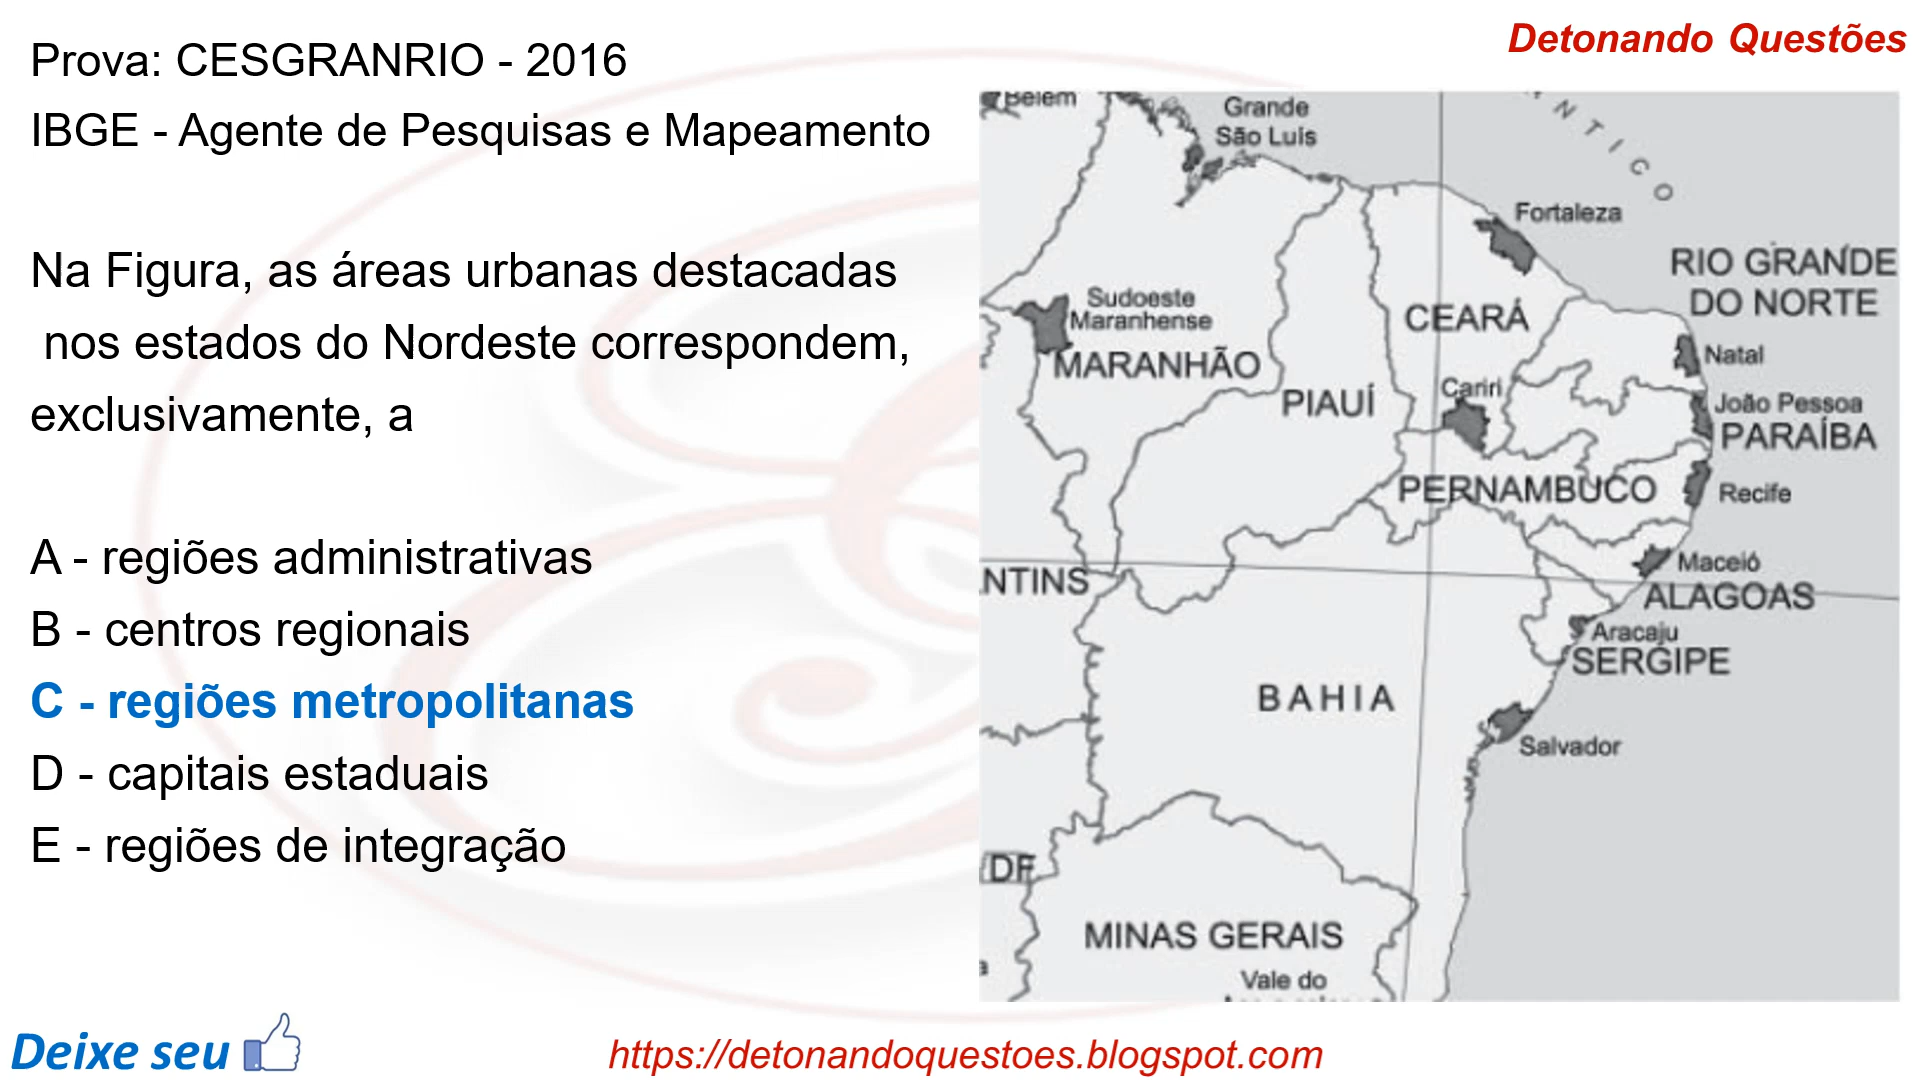 Prova: CESGRANRIO - 2016
IBGE - Agente de Pesquisas e Mapeamento
Detonando Questões
Na Figura, as áreas urbanas destacadas
nos estados do Nordeste correspondem,
exclusivamente, a
A - regiões administrativas
B - centros regionais
C - regiões metropolitanas
D - capitais estaduais
E - regiões de integração
Belém
Grande
São Luís
NTICO
Fortaleza
RIO GRANDE
DO NORTE
Sudoeste
Maranhense
MARANHÃO
CEARÁ
Natal
PIAUÍ
Cariri
João Pessoa
PARAÍBA
PERNAMBUCO
Recife
Maceió
NTINS
ALAGOAS
Aracaju
SERGIPE
BAHIA
Salvador
DF
MINAS GERAIS
Vale do
Deixe seu
https://detonandoquestoes.blogspot.com